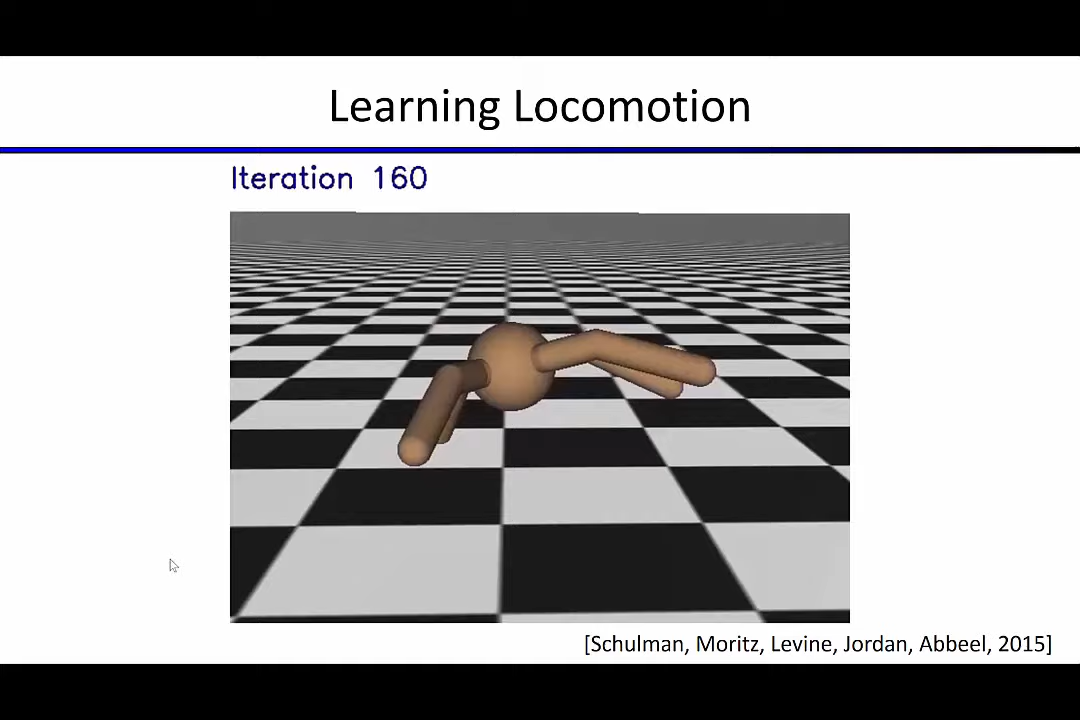 Learning Locomotion
Iteration 160
[Schulman, Moritz, Levine, Jordan, Abbeel, 2015]